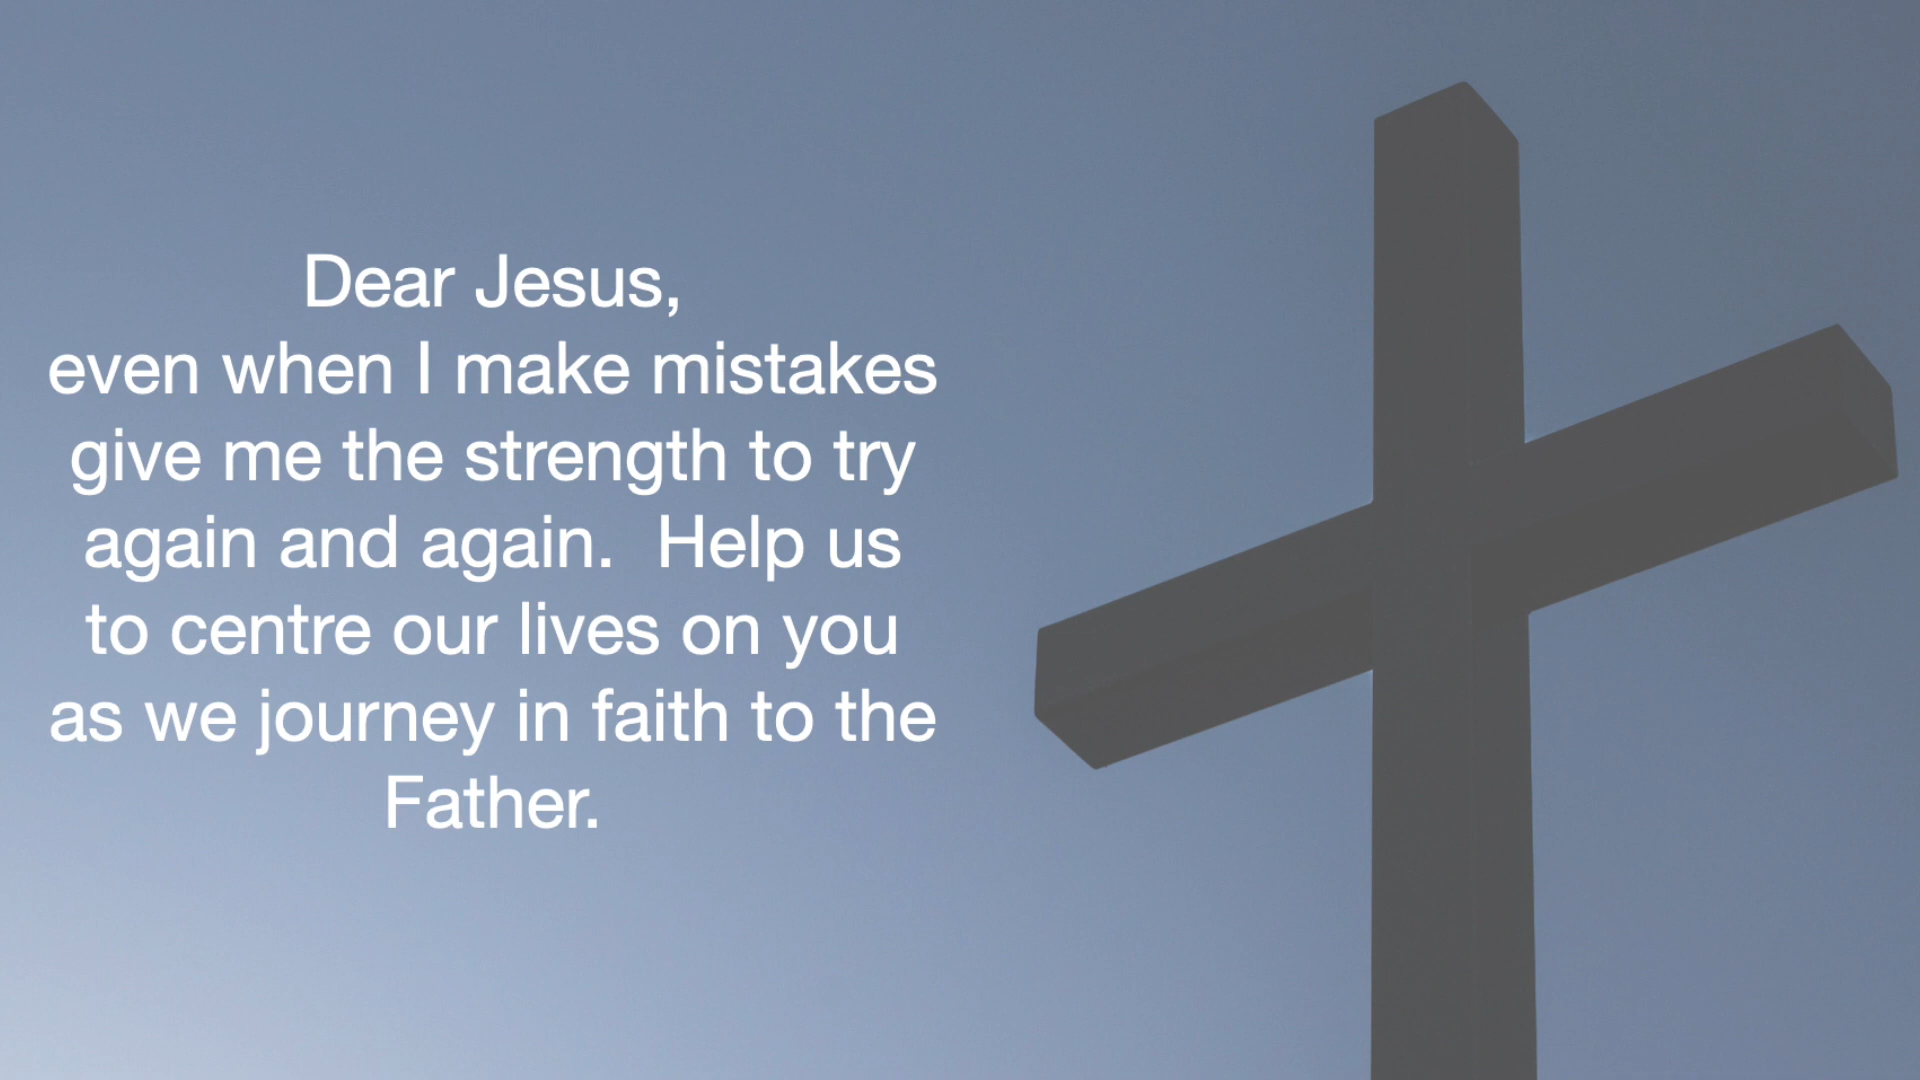 Dear Jesus,
even when I make mistakes
give me the strength to try
again and again.  Help us
to centre our lives on you
as we journey in faith to the
Father.